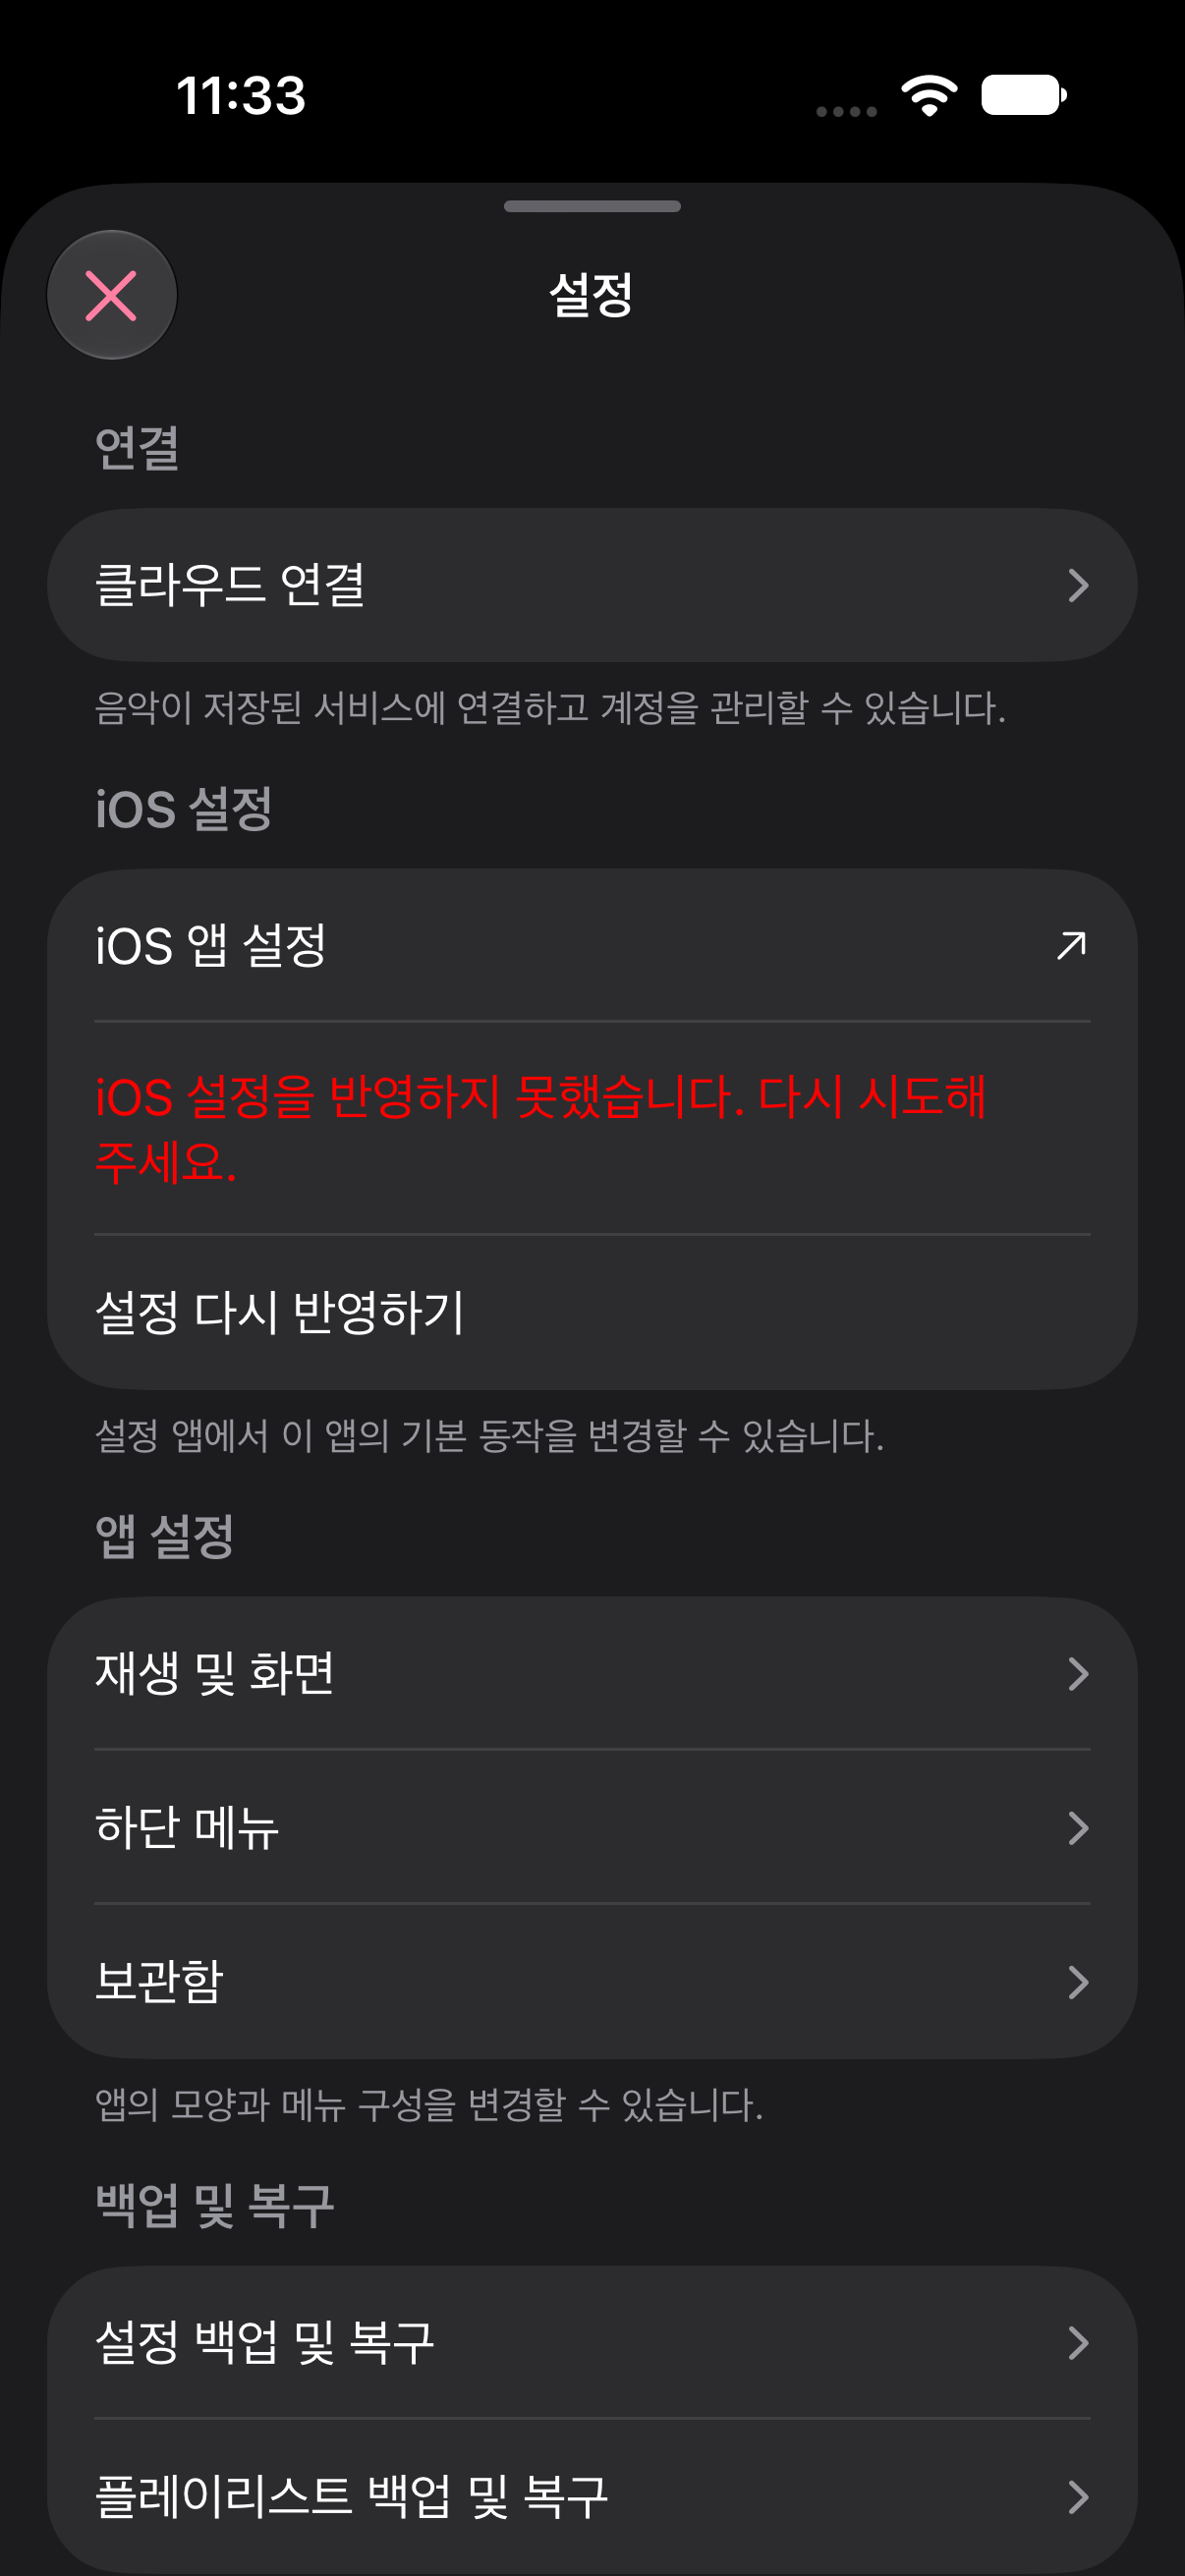 11:33
설정
연결
클라우드 연결
음악이 저장된 서비스에 연결하고 계정을 관리할 수 있습니다.
iOS 설정
iOS 앱 설정
iOS 설정을 반영하지 못했습니다. 다시 시도해
주세요.
설정 다시 반영하기
설정 앱에서 이 앱의 기본 동작을 변경할 수 있습니다.
앱 설정
재생 및 화면
하단 메뉴
보관함
앱의 모양과 메뉴 구성을 변경할 수 있습니다.
백업 및 복구
설정 백업 및 복구
플레이리스트 백업 및 복구